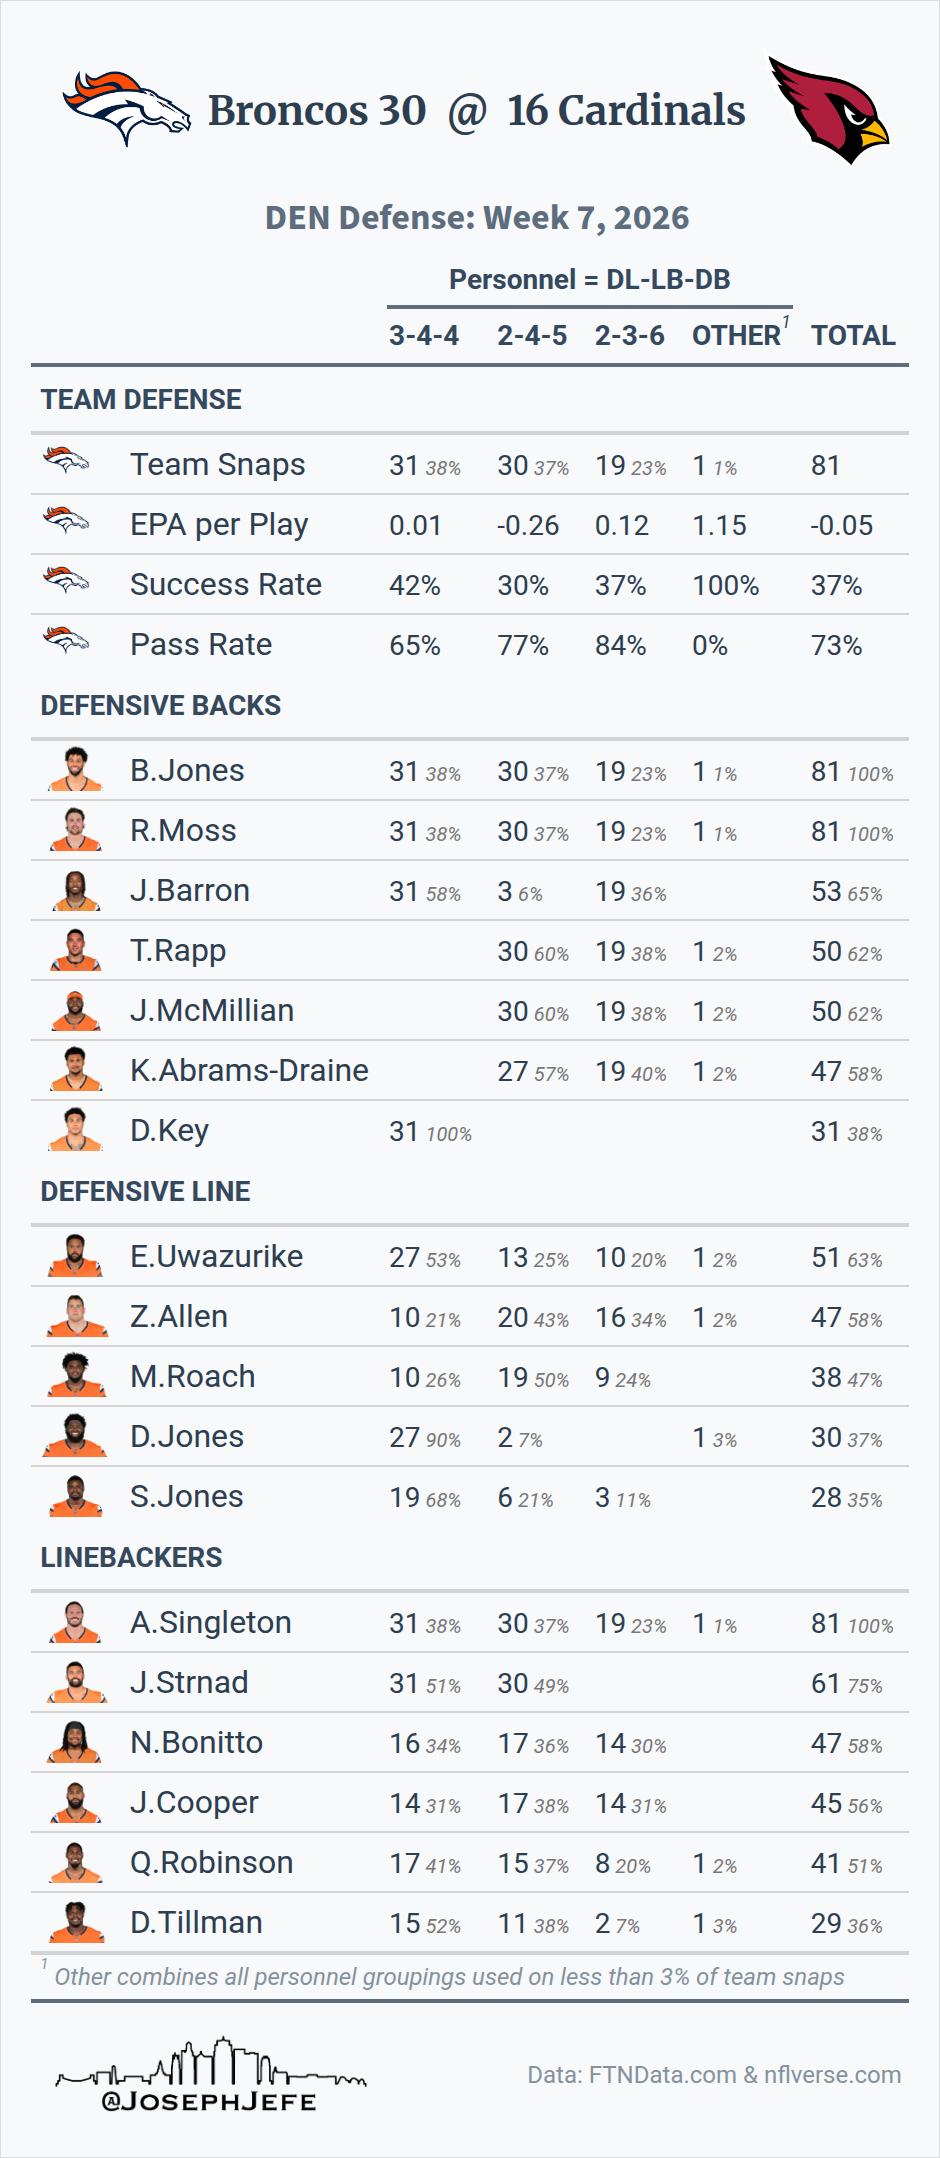 Broncos 30 @ 16 Cardinals
DEN Defense: Week 7, 2026
Personnel = DL-LB-DB
3-4-4 2-4-5 2-3-6 OTHER1 TOTAL
TEAM DEFENSE
Team Snaps 31 38% 30 37% 19 23% 1 1% 81
EPA per Play 0.01 -0.26 0.12 1.15 -0.05
Success Rate 42% 30% 37% 100% 37%
Pass Rate 65% 77% 84% 0% 73%
DEFENSIVE BACKS
B.Jones 31 38% 30 37% 19 23% 1 1% 81 100%
R.Moss 31 38% 30 37% 19 23% 1 1% 81 100%
J.Barron 31 58% 3 6% 19 36% 53 65%
T.Rapp 30 60% 19 38% 1 2% 50 62%
J.McMillian 30 60% 19 38% 1 2% 50 62%
K.Abrams-Draine 27 57% 19 40% 1 2% 47 58%
D.Key 31 100% 31 38%
DEFENSIVE LINE
E.Uwazurike 27 53% 13 25% 10 20% 1 2% 51 63%
Z.Allen 10 21% 20 43% 16 34% 1 2% 47 58%
M.Roach 10 26% 19 50% 9 24% 38 47%
D.Jones 27 90% 2 7% 1 3% 30 37%
S.Jones 19 68% 6 21% 3 11% 28 35%
LINEBACKERS
A.Singleton 31 38% 30 37% 19 23% 1 1% 81 100%
J.Strnad 31 51% 30 49% 61 75%
N.Bonitto 16 34% 17 36% 14 30% 47 58%
J.Cooper 14 31% 17 38% 14 31% 45 56%
Q.Robinson 17 41% 15 37% 8 20% 1 2% 41 51%
D.Tillman 15 52% 11 38% 2 7% 1 3% 29 36%
1 Other combines all personnel groupings used on less than 3% of team snaps
@JOSEPHJEFE
Data: FTNData.com & nflverse.com